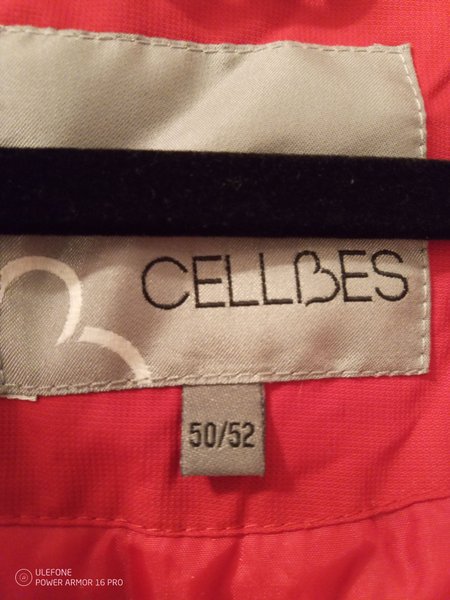 CELLBES
50/52
ULEFONE
POWER ARMOR 16 PRO